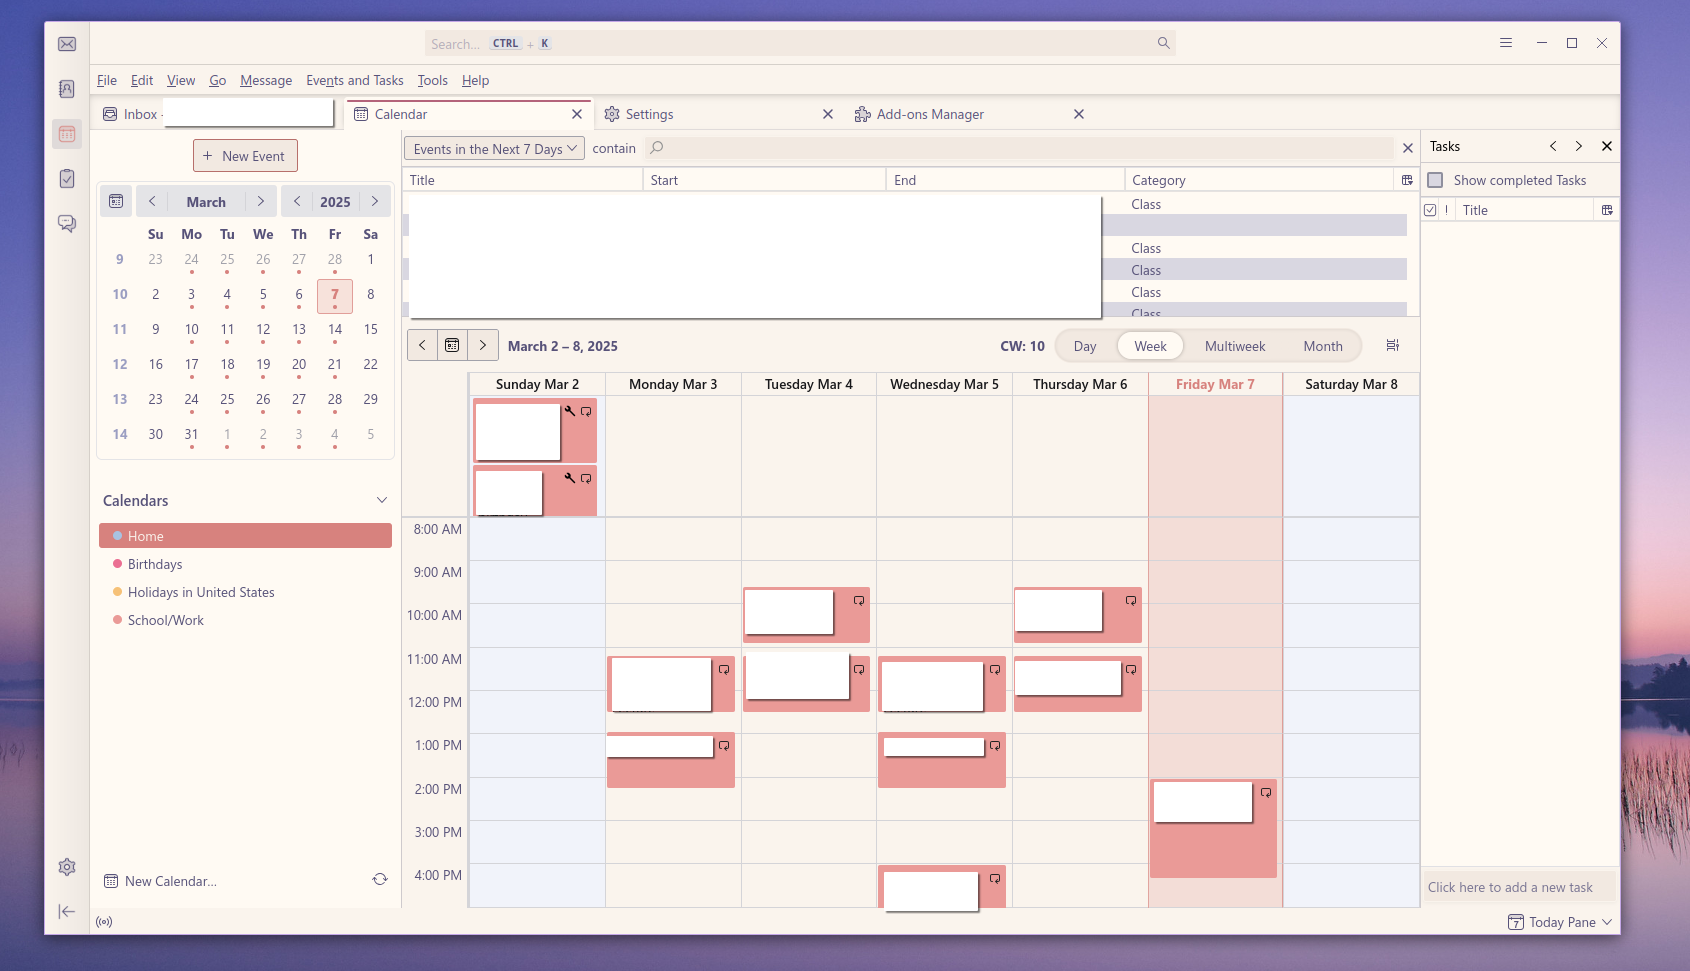 Search... CTRL + K
File Edit View Go Message Events and Tasks Tools Help
Inbox -
Calendar
Settings
Add-ons Manager
New Event
March
2025
Su Mo Tu We Th Fr Sa
9 23 24 25 26 27 28 1
10 2 3 4 5 6 7 8
11 9 10 11 12 13 14 15
12 16 17 18 19 20 21 22
13 23 24 25 26 27 28 29
14 30 31 1 2 3 4 5
Calendars
Home
Birthdays
Holidays in United States
School/Work
New Calendar...
Events in the Next 7 Days contain
Title Start End Category
Class
Class
Class
Class
Class
March 2 – 8, 2025
CW: 10
Day Week Multiweek Month
Sunday Mar 2 Monday Mar 3 Tuesday Mar 4 Wednesday Mar 5 Thursday Mar 6 Friday Mar 7 Saturday Mar 8
8:00 AM
9:00 AM
10:00 AM
11:00 AM
12:00 PM
1:00 PM
2:00 PM
3:00 PM
4:00 PM
Tasks
Show completed Tasks
! Title
Click here to add a new task
7 Today Pane